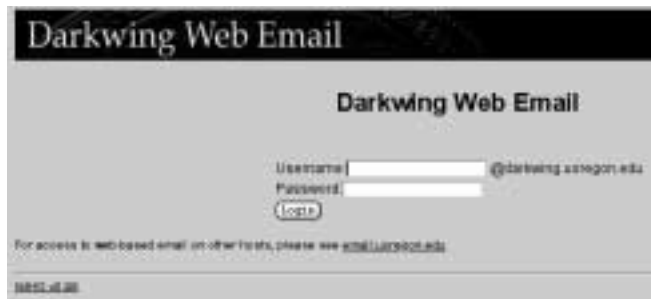 Darkwing Web Email
Darkwing Web Email
Username: @darkwing.uoregon.edu
Password:
login
For access to web-based email on other hosts, please see email.uoregon.edu